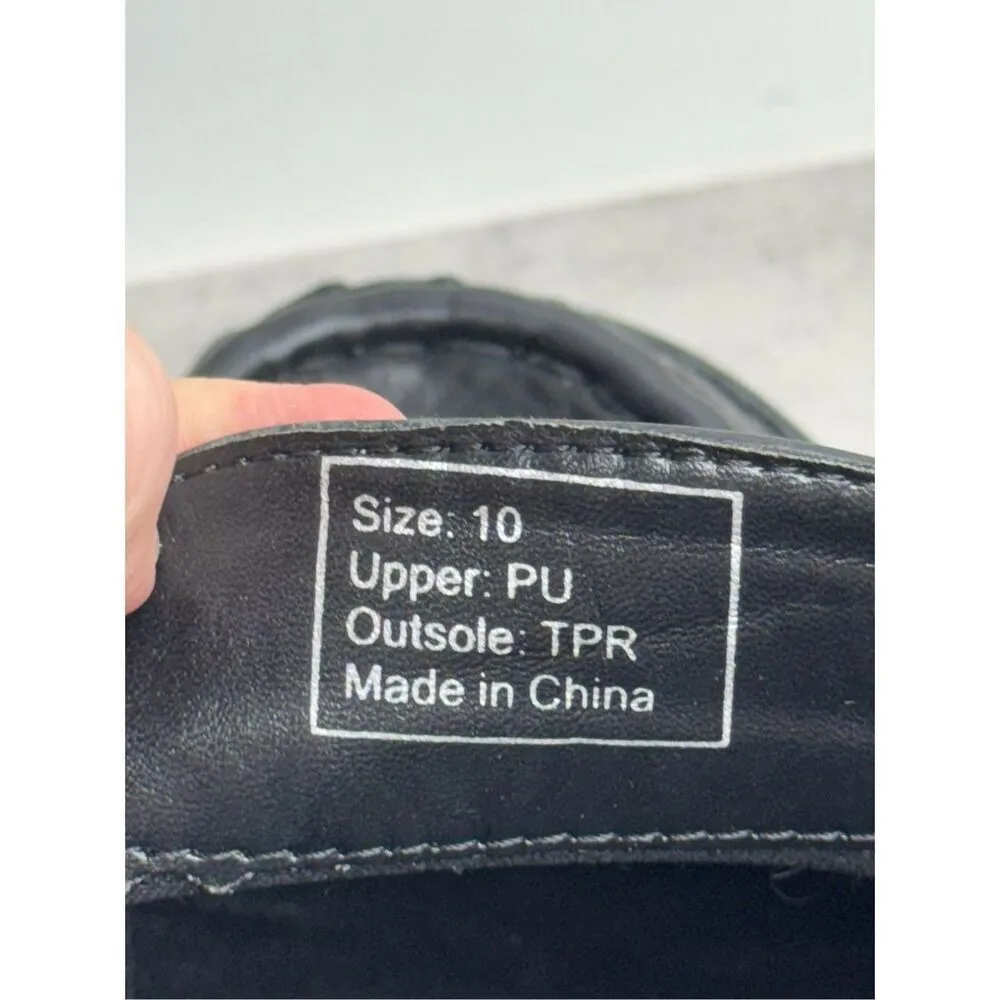 Size: 10
Upper: PU
Outsole: TPR
Made in China